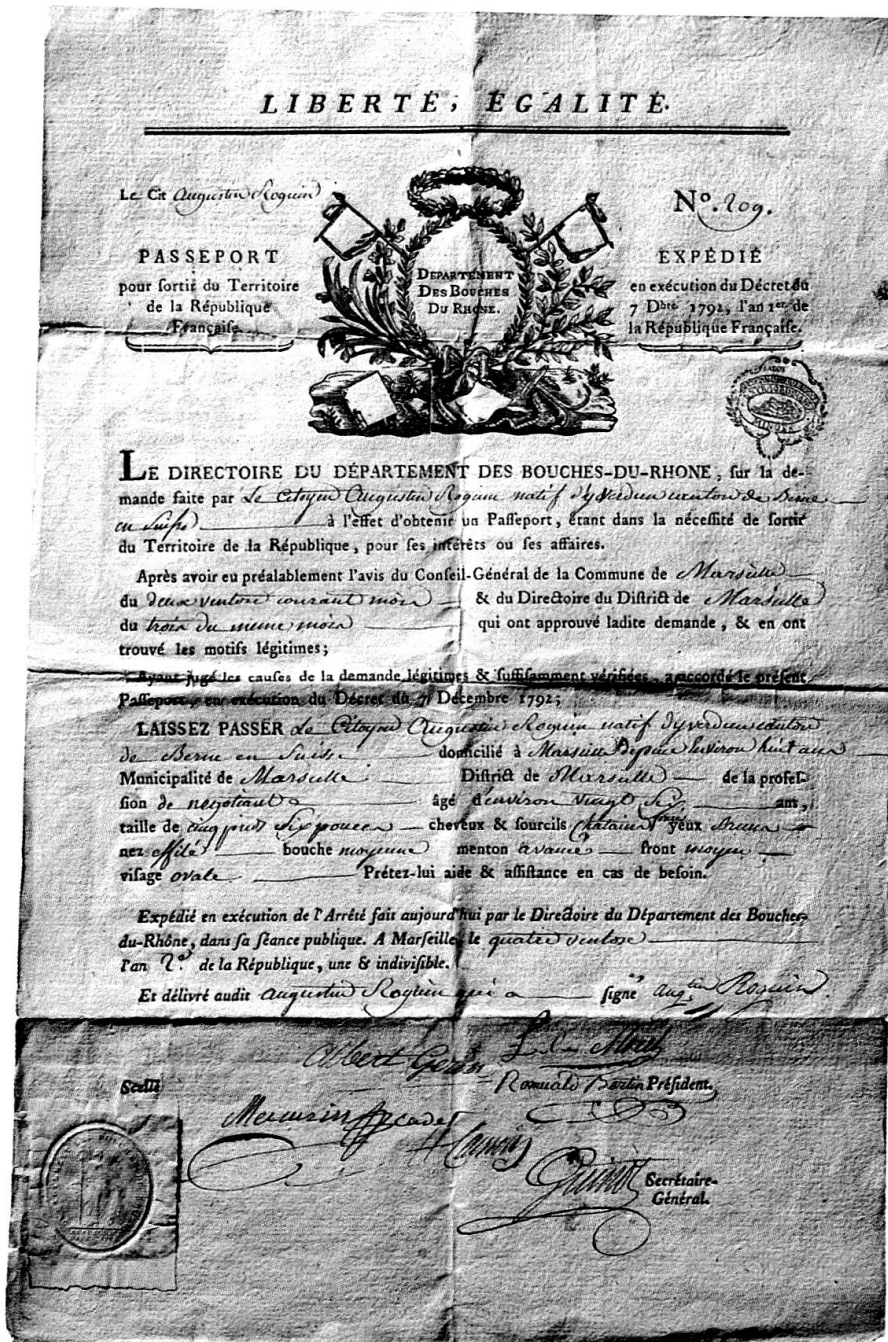 LIBERTÉ, ÉGALITÉ.
Le Cit Augustin Roguin
N°. 209.
PASSEPORT
pour sortir du Territoire
de la République
Française.
DEPARTEMENT
DES BOUCHES
DU RHONE.
EXPÉDIÉ
en exécution du Décret du
7 Dbre. 1792, l'an 1er. de
la République Française.
LE DIRECTOIRE DU DÉPARTEMENT DES BOUCHES-DU-RHONE, sur la de-
mande faite par Le Citoyen Augustin Roguin natif d'yverdun canton de Berne
en Suisse à l'effet d'obtenir un Passeport, étant dans la nécessité de sortir
du Territoire de la République, pour ses intérêts ou ses affaires.
Après avoir eu préalablement l'avis du Conseil-Général de la Commune de Marseille
du deux ventose courant mois & du Directoire du District de Marseille
du trois du meme mois qui ont approuvé ladite demande, & en ont
trouvé les motifs légitimes;
Ayant jugé les causes de la demande légitimes & suffisamment vérifiées, a accordé le présent
Passeport, en exécution du Décret du 7 Décembre 1792;
LAISSEZ PASSER Le Citoyen Augustin Roguin natif d'yverdun canton
de Berne en Suisse domicilié à Marseille Depuis Environ huit ans
Municipalité de Marseille District de Marseille de la profes-
sion de negotiant âgé d'environ vingt six ans,
taille de cinq pieds six pouces cheveux & sourcils Chatains yeux Bruns
nez effilé bouche moyenne menton avancé front moyen
visage ovale Prêtez-lui aide & assistance en cas de besoin.
Expédié en exécution de l'Arrêté fait aujourd'hui par le Directoire du Département des Bouches-
du-Rhône, dans sa séance publique. A Marseille, le quatre ventose
l'an 2e. de la République, une & indivisible.
Et délivré audit Augustin Roguin qui a signé Augtin Roguin
Romuald Bertin Président.
Scellé
Secrétaire-
Général.